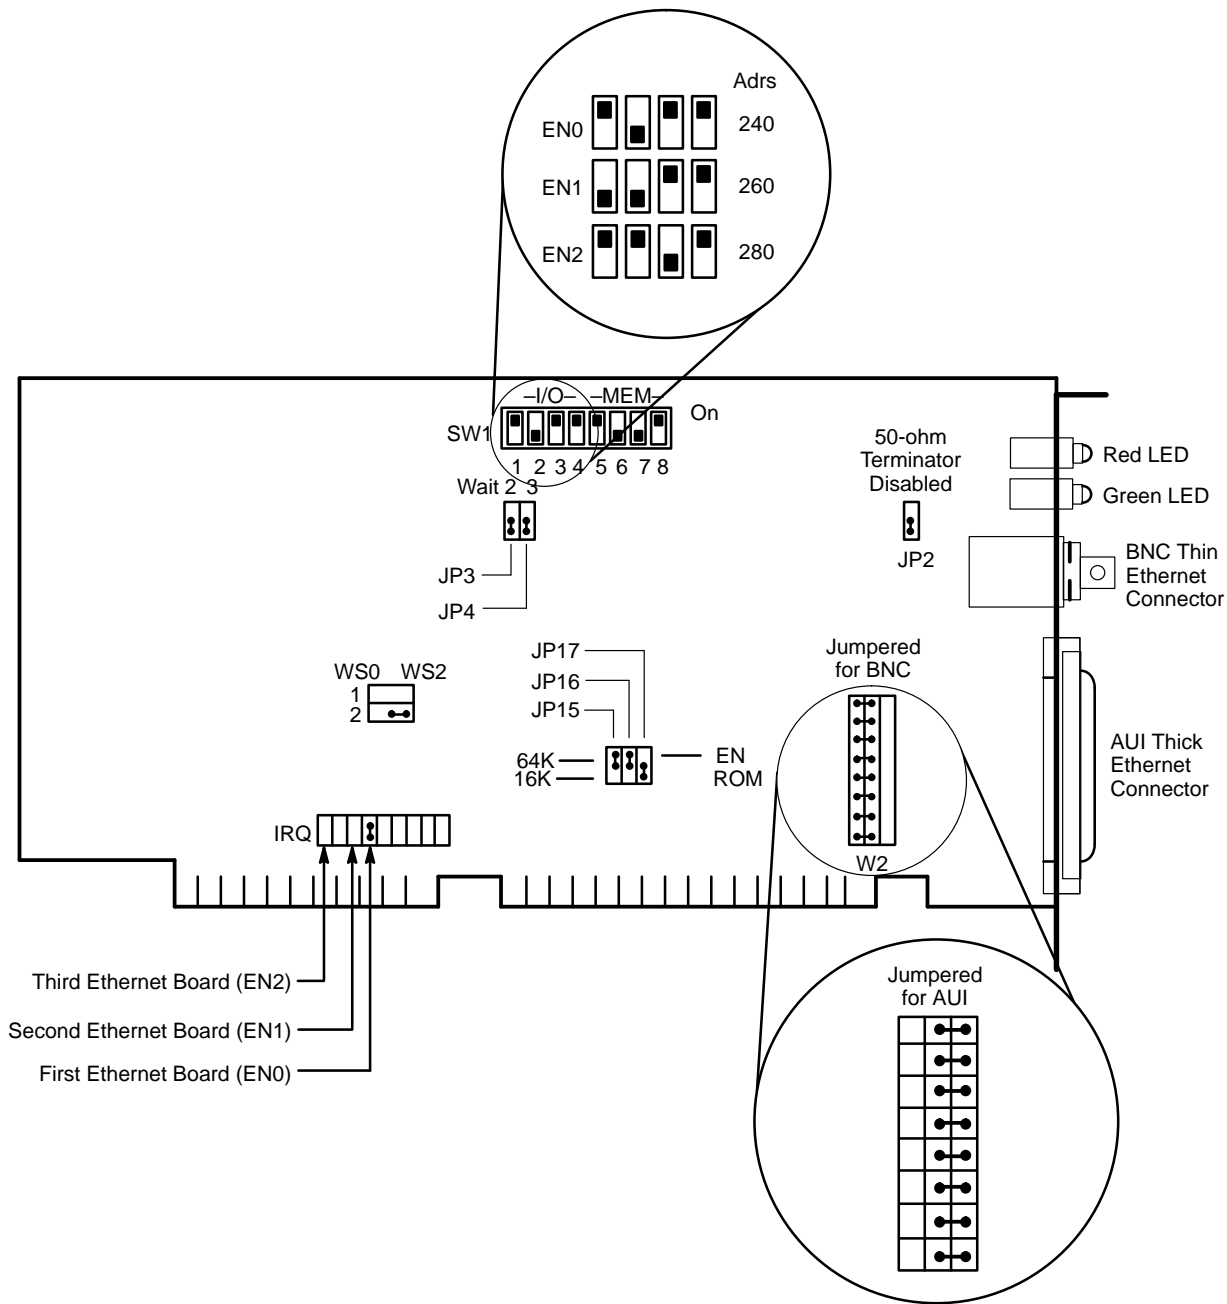 Adrs
EN0 240
EN1 260
EN2 280
–I/O– –MEM–
On
SW1
1 2 3 4 5 6 7 8
Wait 2 3
50-ohm
Terminator
Disabled
JP2
Red LED
Green LED
BNC Thin
Ethernet
Connector
JP3
JP4
JP17
JP16
JP15
WS0 WS2
1
2
64K
16K
EN
ROM
Jumpered
for BNC
W2
AUI Thick
Ethernet
Connector
IRQ
Third Ethernet Board (EN2)
Second Ethernet Board (EN1)
First Ethernet Board (EN0)
Jumpered
for AUI